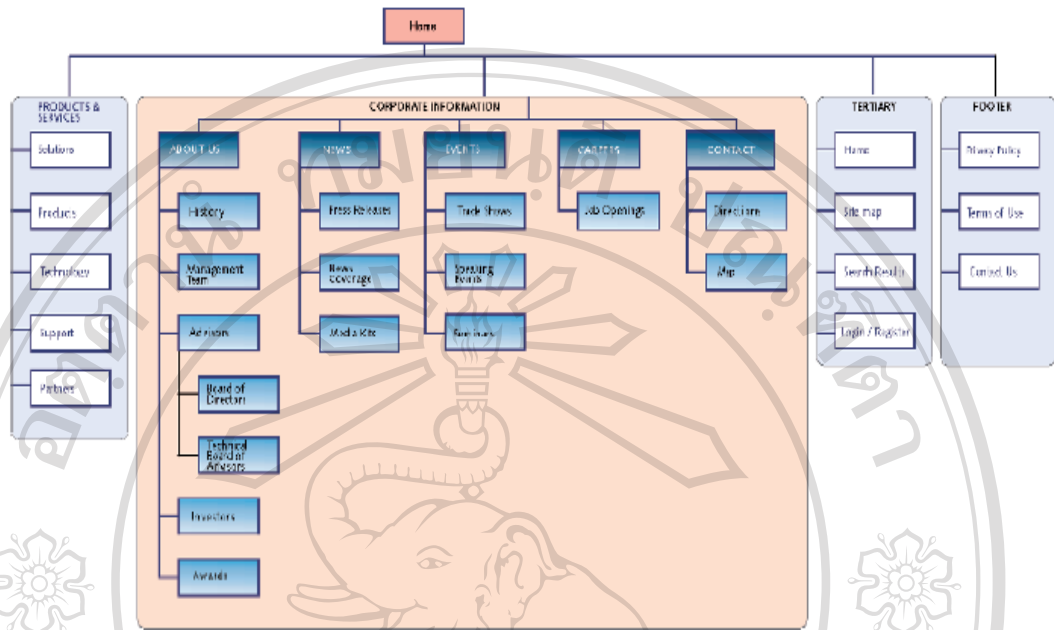 Home
PRODUCTS &
SERVICES
Solutions
Products
Technology
Support
Partners
CORPORATE INFORMATION
ABOUT US
History
Management
Team
Advisors
Board of
Directors
Technical
Board of
Advisors
Investors
Awards
NEWS
Press Releases
News
Coverage
Media Kits
EVENTS
Trade Shows
Speaking
Events
Seminars
CAREERS
Job Openings
CONTACT
Directions
Map
TERTIARY
Home
Site map
Search Results
Login / Register
FOOTER
Privacy Policy
Terms of Use
Contact Us